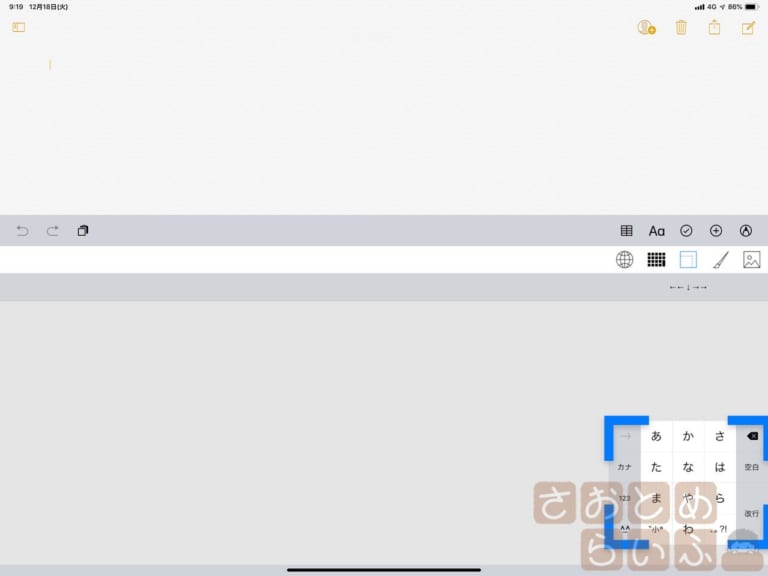 9:19 12月18日(火)
4G 86%
Aa
←←↓→→
→ あ か さ
カナ た な は 空白
123 ま や ら
^^ 小 わ 、。?! 改行
さおとめ
らいふ